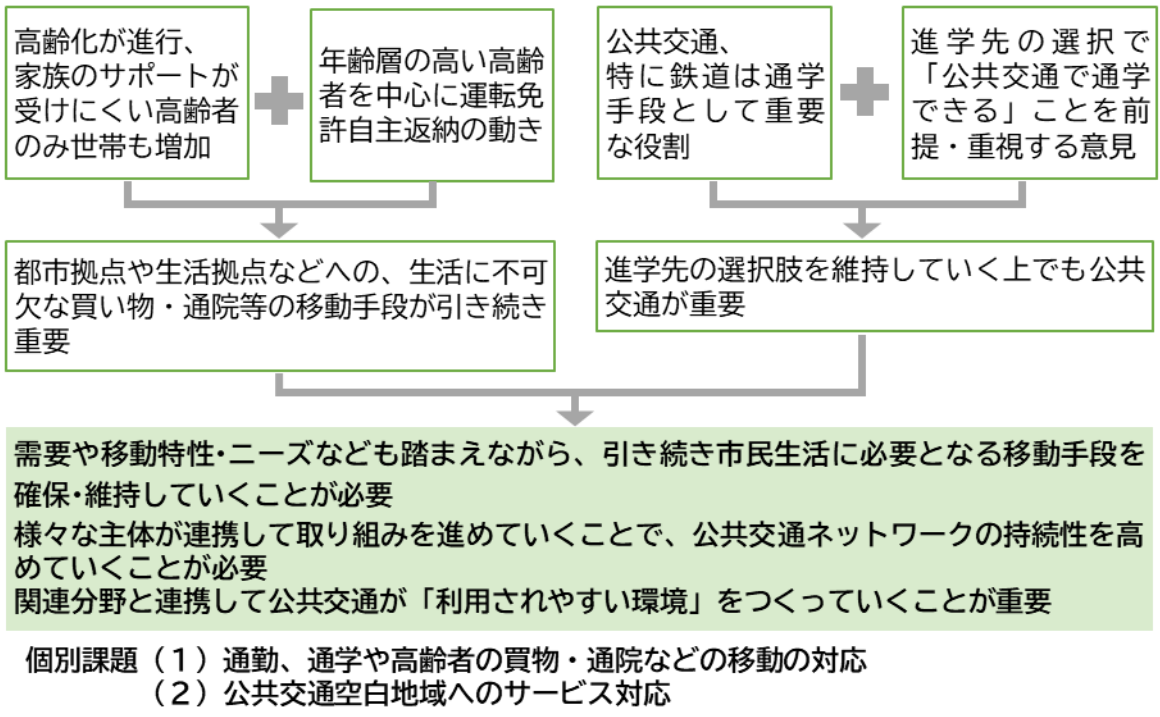 高齢化が進行、
家族のサポートが
受けにくい高齢者
のみ世帯も増加
年齢層の高い高齢
者を中心に運転免
許自主返納の動き
公共交通、
特に鉄道は通学
手段として重要
な役割
進学先の選択で
「公共交通で通学
できる」ことを前
提・重視する意見
都市拠点や生活拠点などへの、生活に不可
欠な買い物・通院等の移動手段が引き続き
重要
進学先の選択肢を維持していく上でも公共
交通が重要
需要や移動特性・ニーズなども踏まえながら、引き続き市民生活に必要となる移動手段を
確保・維持していくことが必要
様々な主体が連携して取り組みを進めていくことで、公共交通ネットワークの持続性を高
めていくことが必要
関連分野と連携して公共交通が「利用されやすい環境」をつくっていくことが重要
個別課題（１）通勤、通学や高齢者の買物・通院などの移動の対応
（２）公共交通空白地域へのサービス対応